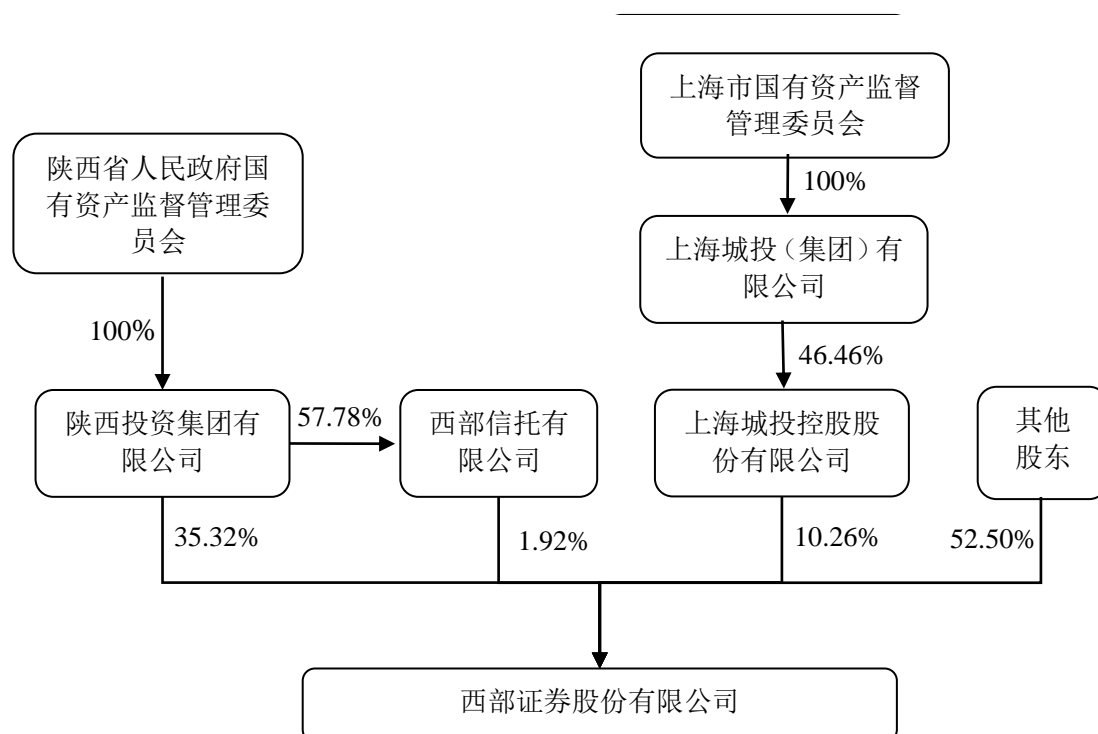 上海市国有资产监督
管理委员会
陕西省人民政府国
有资产监督管理委
员会
100%
上海城投（集团）有
限公司
100%
46.46%
陕西投资集团有
限公司
57.78%
西部信托有
限公司
上海城投控股股
份有限公司
其他
股东
35.32%
1.92%
10.26%
52.50%
西部证券股份有限公司